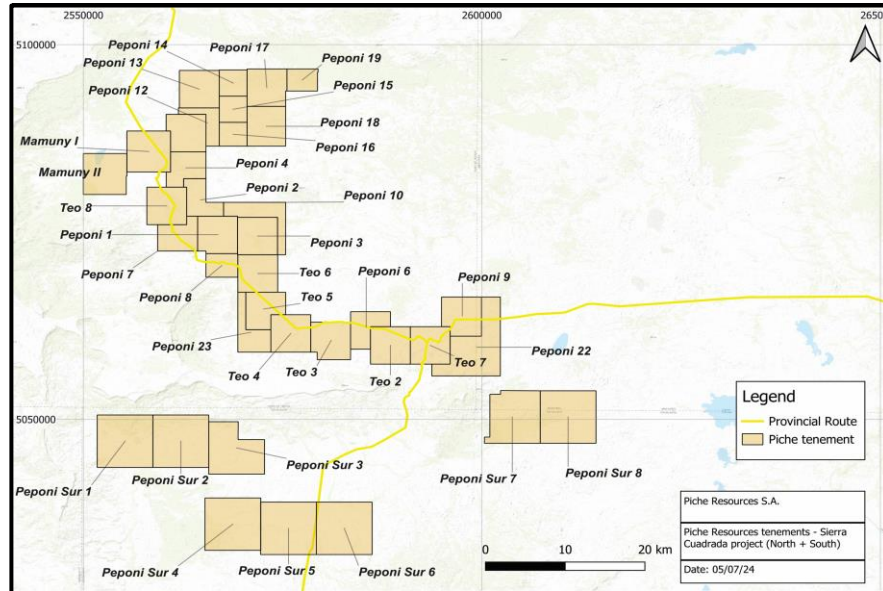 2550000
2600000
2650
5100000
Peponi 14
Peponi 17
Peponi 13
Peponi 19
Peponi 12
Peponi 15
Peponi 18
Mamuny I
Peponi 16
Peponi 4
Mamuny II
Peponi 2
Peponi 10
Teo 8
Peponi 1
Peponi 3
Peponi 7
Teo 6
Peponi 6
Peponi 9
Peponi 8
Teo 5
Peponi 23
Peponi 22
Teo 4
Teo 3
Teo 2
Teo 7
5050000
Legend
Provincial Route
Piche tenement
Peponi Sur 3
Peponi Sur 7
Peponi Sur 8
Peponi Sur 1
Peponi Sur 2
Piche Resources S.A.
Piche Resources tenements - Sierra
Cuadrada project (North + South)
Date: 05/07/24
0
10
20 km
Peponi Sur 4
Peponi Sur 5
Peponi Sur 6